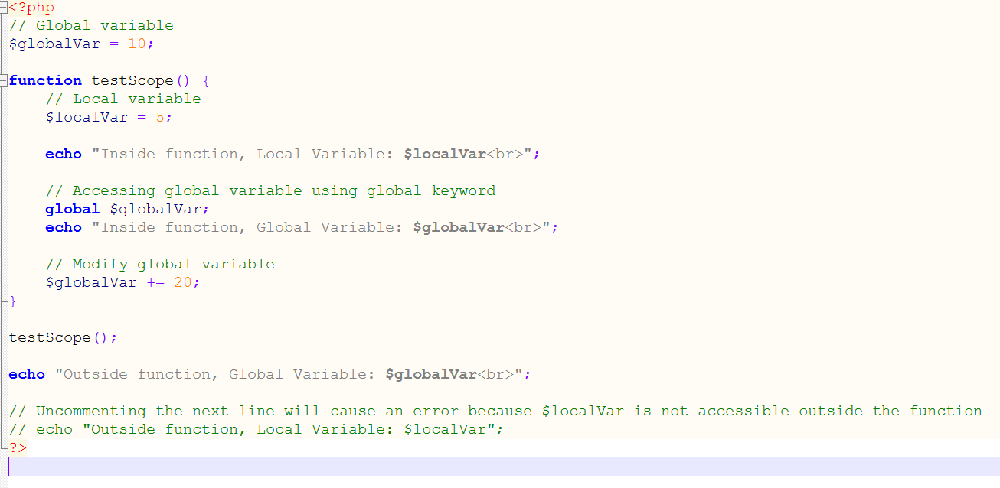 <?php
// Global variable
$globalVar = 10;
function testScope() {
    // Local variable
    $localVar = 5;
    echo "Inside function, Local Variable: $localVar<br>";
    // Accessing global variable using global keyword
    global $globalVar;
    echo "Inside function, Global Variable: $globalVar<br>";
    // Modify global variable
    $globalVar += 20;
}
testScope();
echo "Outside function, Global Variable: $globalVar<br>";
// Uncommenting the next line will cause an error because $localVar is not accessible outside the function
// echo "Outside function, Local Variable: $localVar";
?>